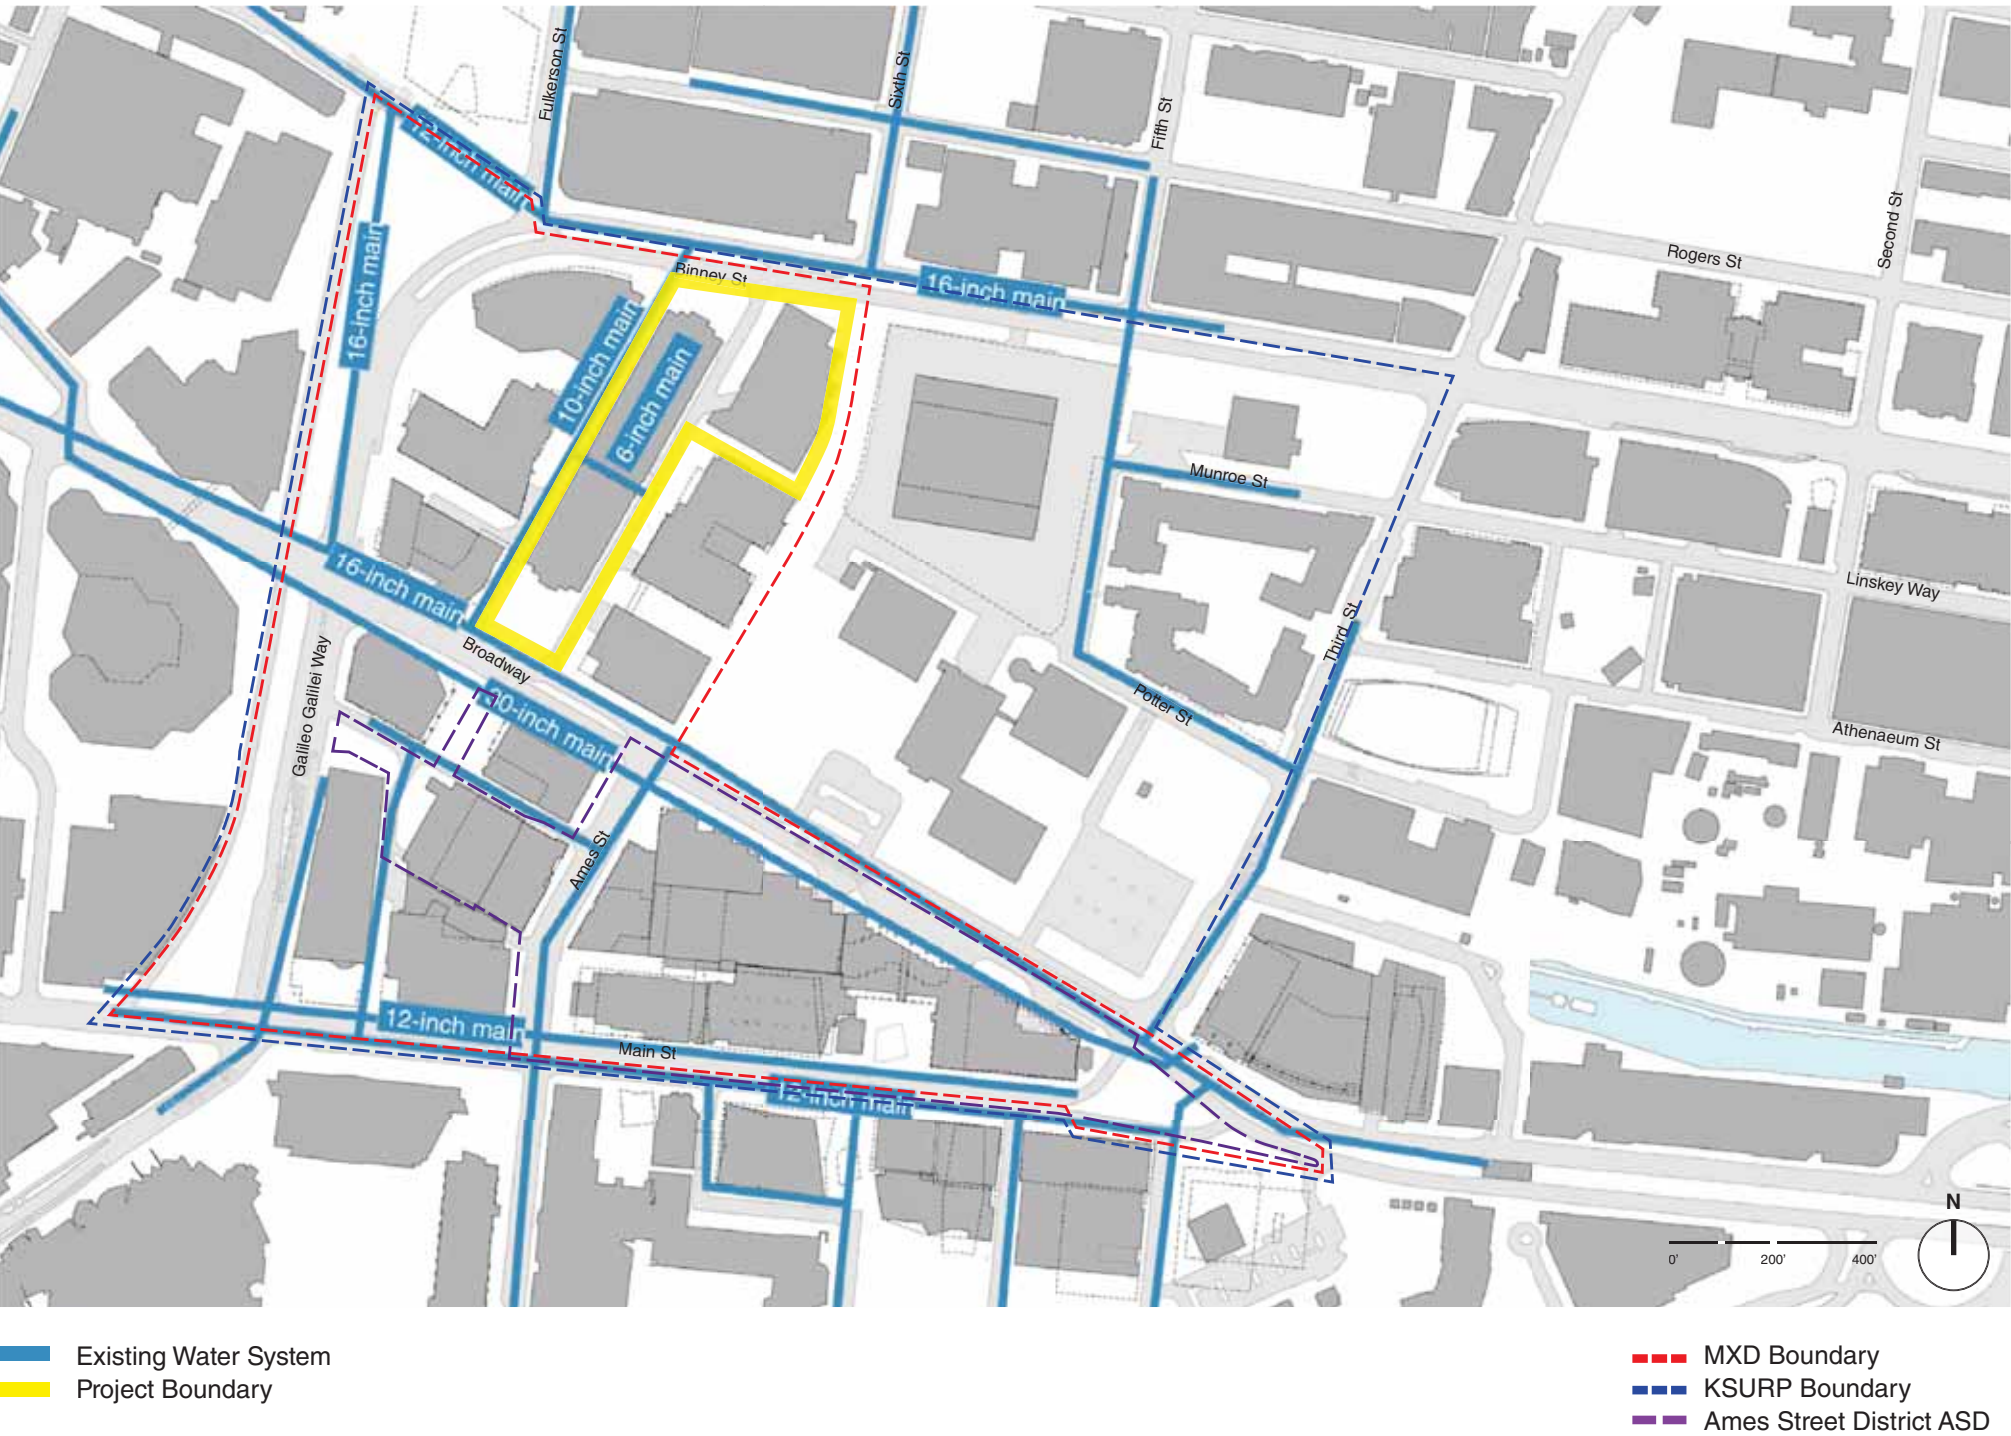 Fulkerson St
Sixth St
Fifth St
Second St
12-inch main
16-inch main
Rogers St
Binney St
16-inch main
10-inch main
6-inch main
Munroe St
Linskey Way
16-inch main
Third St
Broadway
Galileo Galilei Way
Potter St
Athenaeum St
Ames St
12-inch main
Main St
12-inch main
N
0' 200' 400'
Existing Water System
Project Boundary
MXD Boundary
KSURP Boundary
Ames Street District ASD